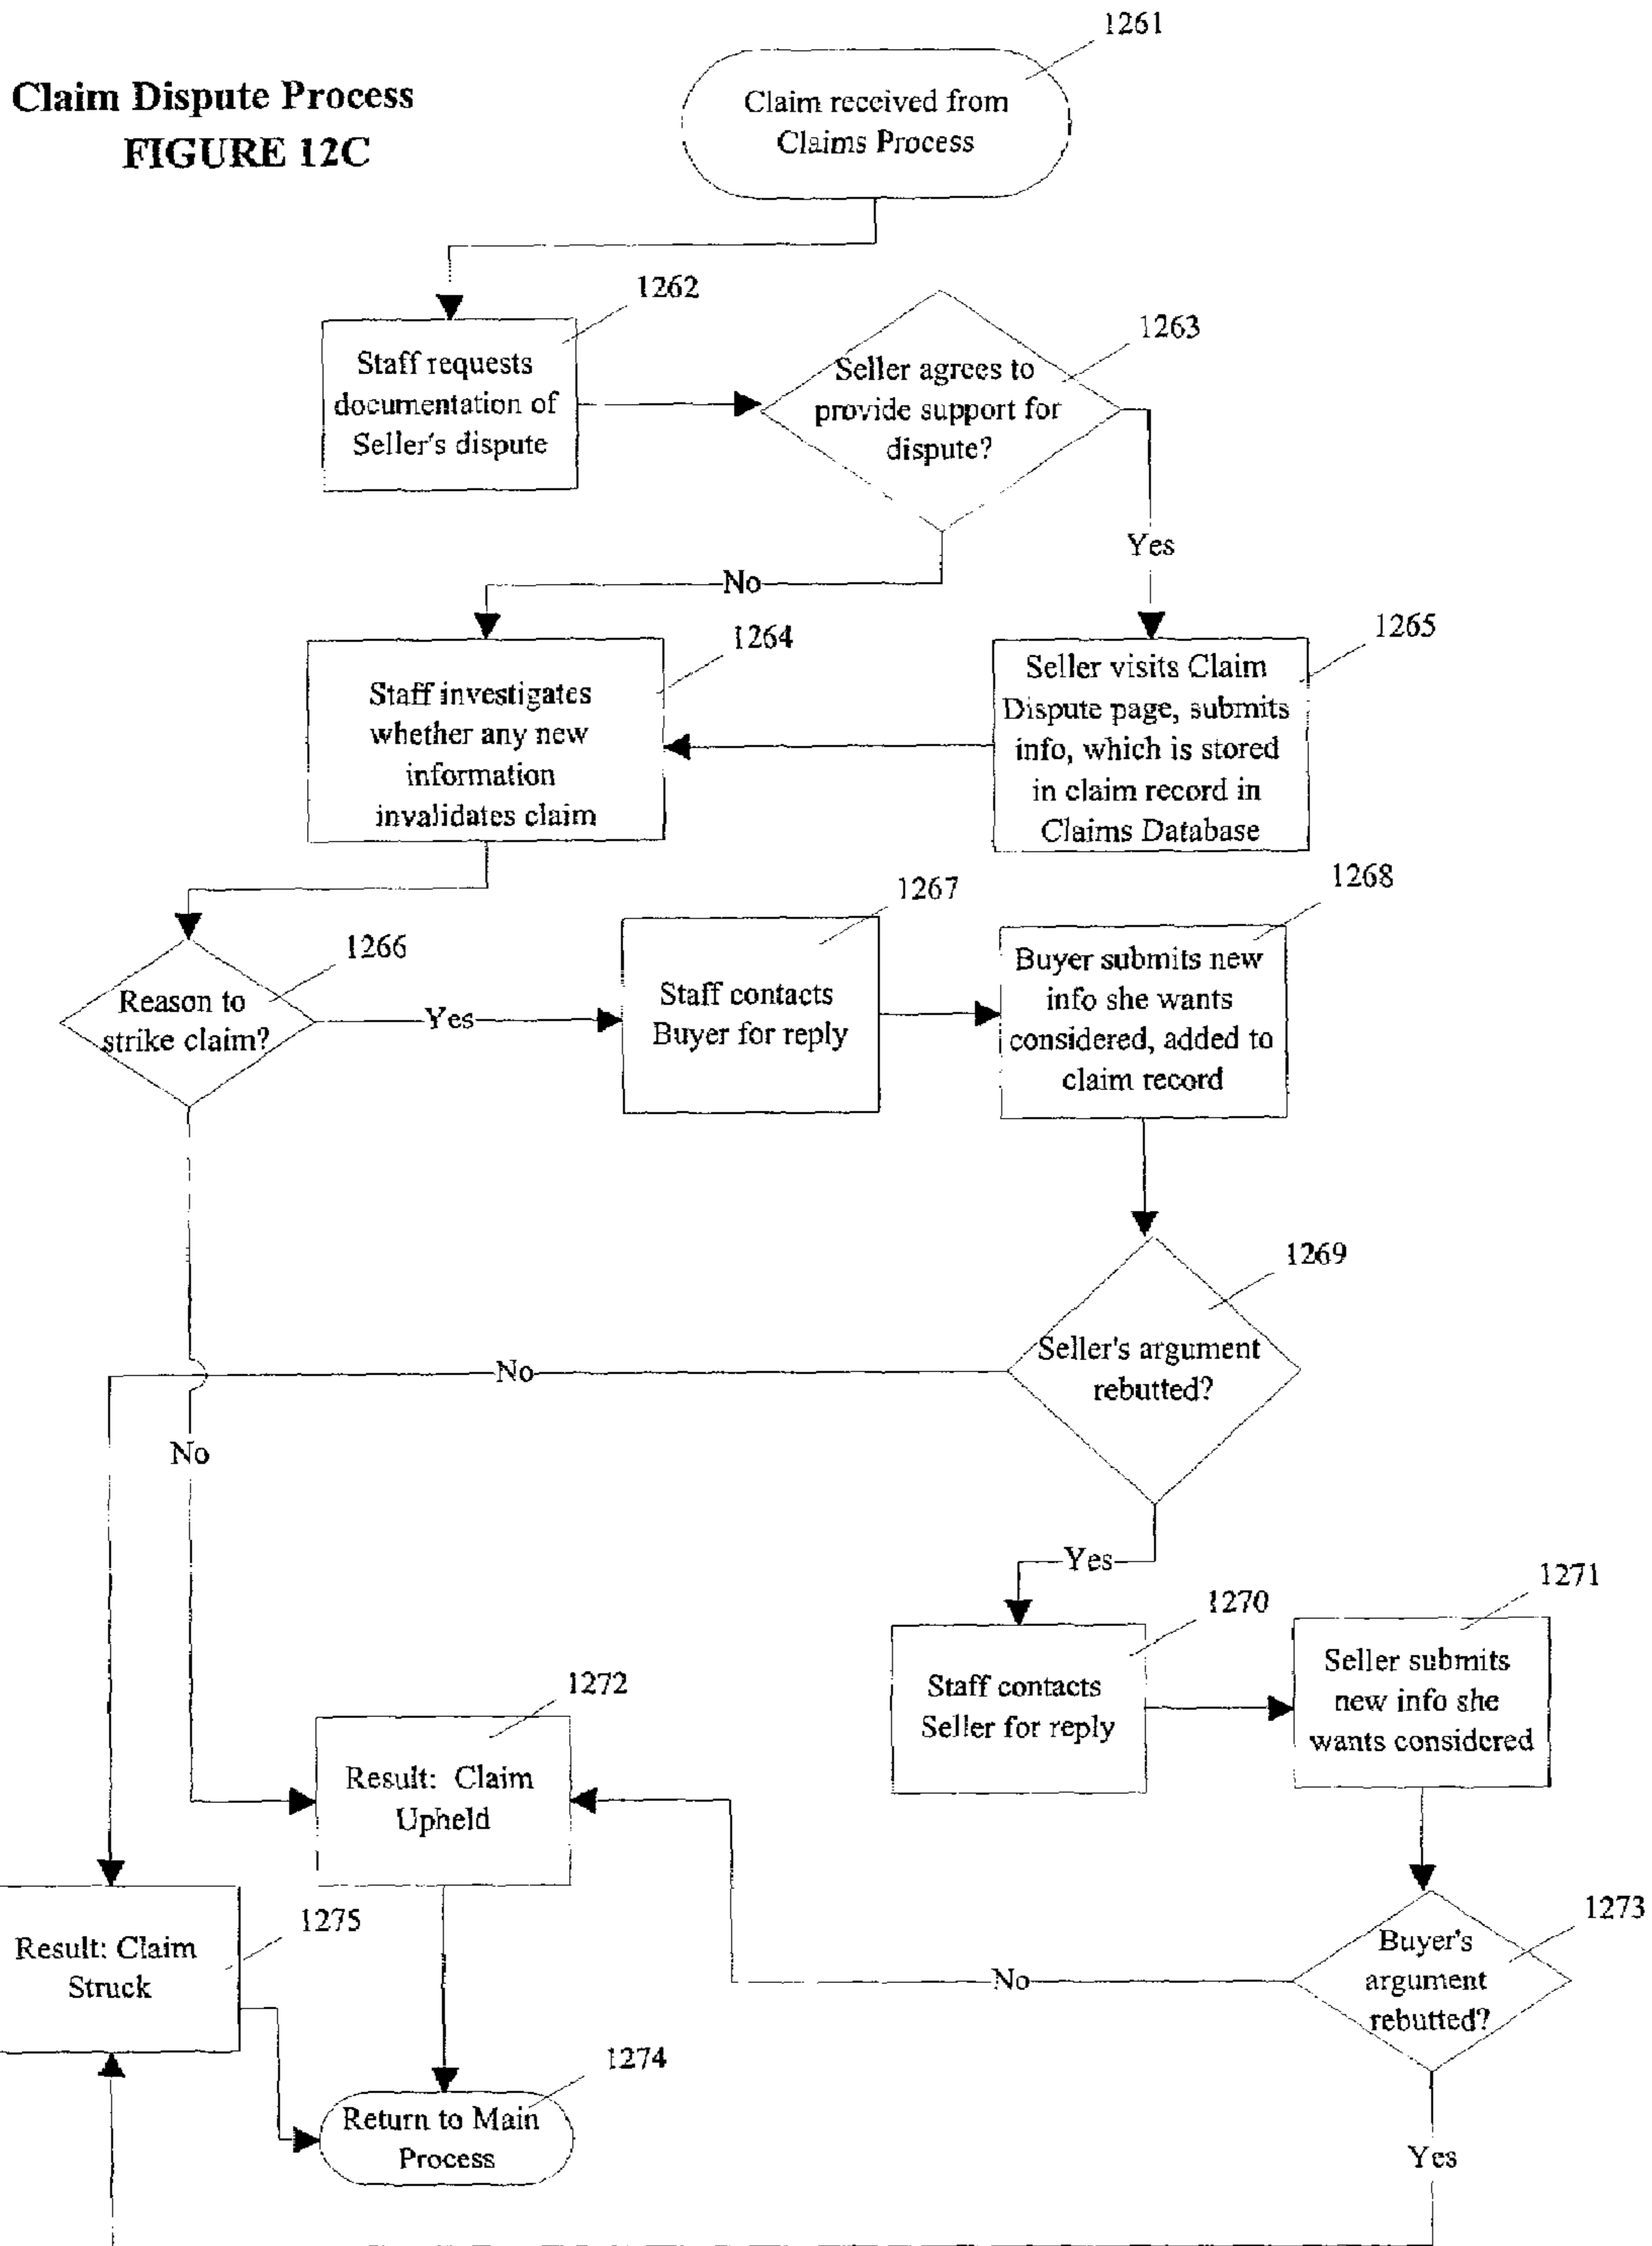 1261
Claim Dispute Process
FIGURE 12C
Claim received from
Claims Process
1262
Staff requests
documentation of
Seller's dispute
1263
Seller agrees to
provide support for
dispute?
Yes
No
1264
Staff investigates
whether any new
information
invalidates claim
1265
Seller visits Claim
Dispute page, submits
info, which is stored
in claim record in
Claims Database
1266
Reason to
strike claim?
Yes
1267
Staff contacts
Buyer for reply
1268
Buyer submits new
info she wants
considered, added to
claim record
1269
Seller's argument
rebutted?
No
No
Yes
1270
Staff contacts
Seller for reply
1271
Seller submits
new info she
wants considered
1272
Result: Claim
Upheld
1273
Buyer's
argument
rebutted?
No
1275
Result: Claim
Struck
1274
Return to Main
Process
Yes